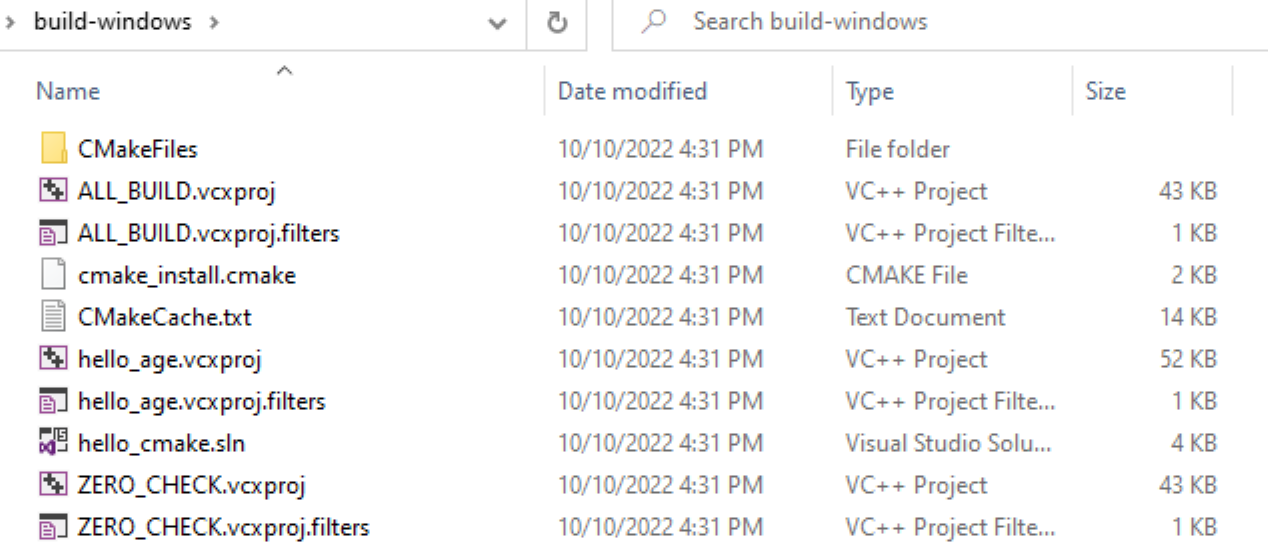 build-windows Search build-windows
Name Date modified Type Size
CMakeFiles 10/10/2022 4:31 PM File folder
ALL_BUILD.vcxproj 10/10/2022 4:31 PM VC++ Project 43 KB
ALL_BUILD.vcxproj.filters 10/10/2022 4:31 PM VC++ Project Filte... 1 KB
cmake_install.cmake 10/10/2022 4:31 PM CMAKE File 2 KB
CMakeCache.txt 10/10/2022 4:31 PM Text Document 14 KB
hello_age.vcxproj 10/10/2022 4:31 PM VC++ Project 52 KB
hello_age.vcxproj.filters 10/10/2022 4:31 PM VC++ Project Filte... 1 KB
hello_cmake.sln 10/10/2022 4:31 PM Visual Studio Solu... 4 KB
ZERO_CHECK.vcxproj 10/10/2022 4:31 PM VC++ Project 43 KB
ZERO_CHECK.vcxproj.filters 10/10/2022 4:31 PM VC++ Project Filte... 1 KB